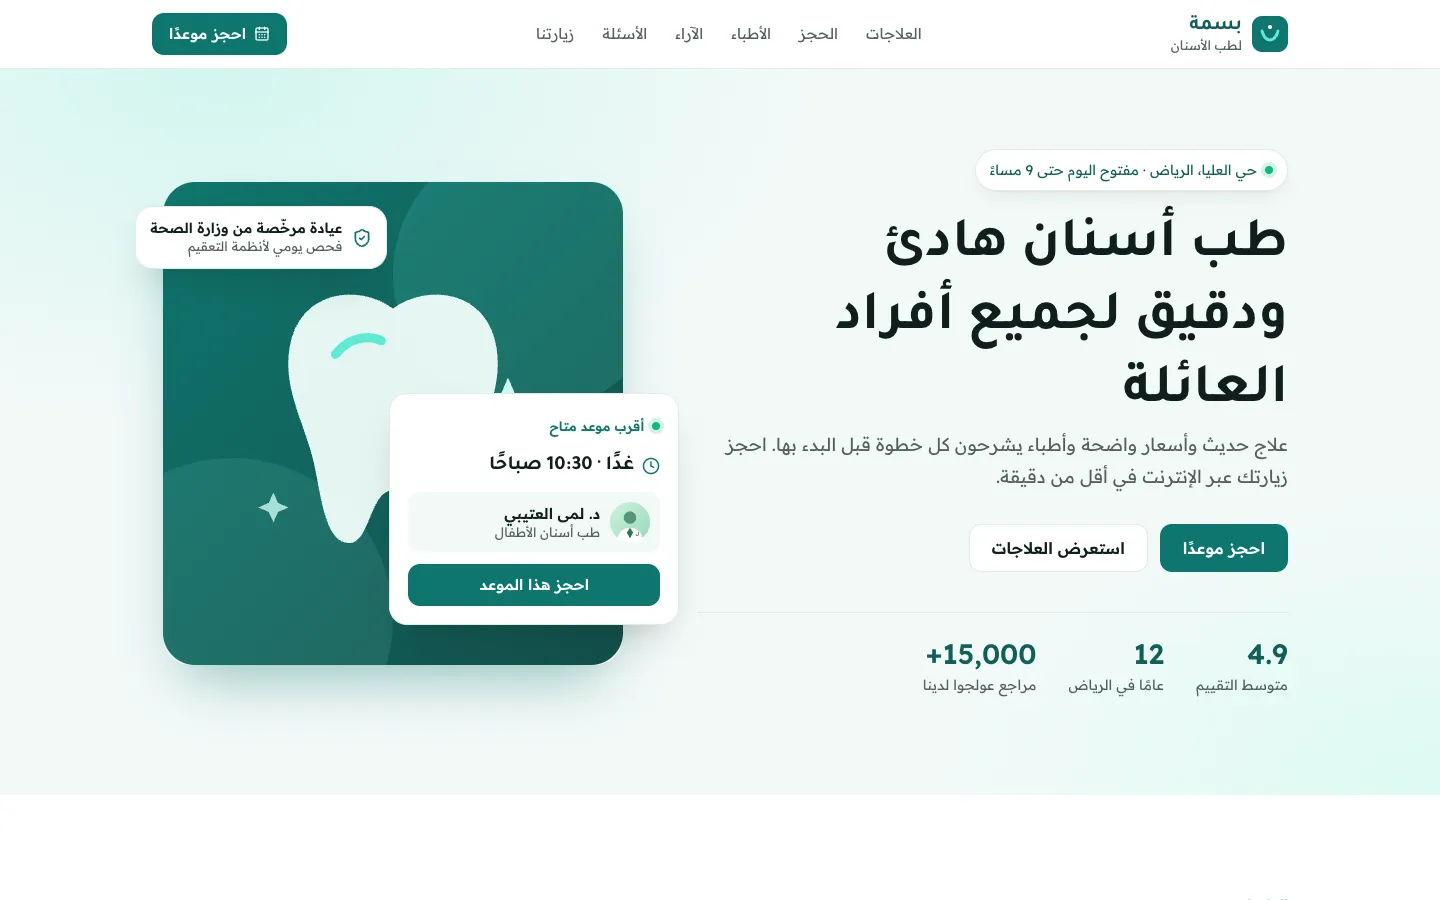 بسمة
لطب الأسنان
العلاجات
الحجز
الأطباء
الآراء
الأسئلة
زيارتنا
احجز موعدًا
حي العليا، الرياض · مفتوح اليوم حتى 9 مساءً
طب أسنان هادئ
ودقيق لجميع أفراد
العائلة
علاج حديث وأسعار واضحة وأطباء يشرحون كل خطوة قبل البدء بها. احجز
زيارتك عبر الإنترنت في أقل من دقيقة.
احجز موعدًا
استعرض العلاجات
4.9
متوسط التقييم
12
عامًا في الرياض
15,000+
مراجع عولجوا لدينا
عيادة مرخّصة من وزارة الصحة
فحص يومي لأنظمة التعقيم
أقرب موعد متاح
غدًا · 10:30 صباحًا
د. لمى العتيبي
طب أسنان الأطفال
احجز هذا الموعد